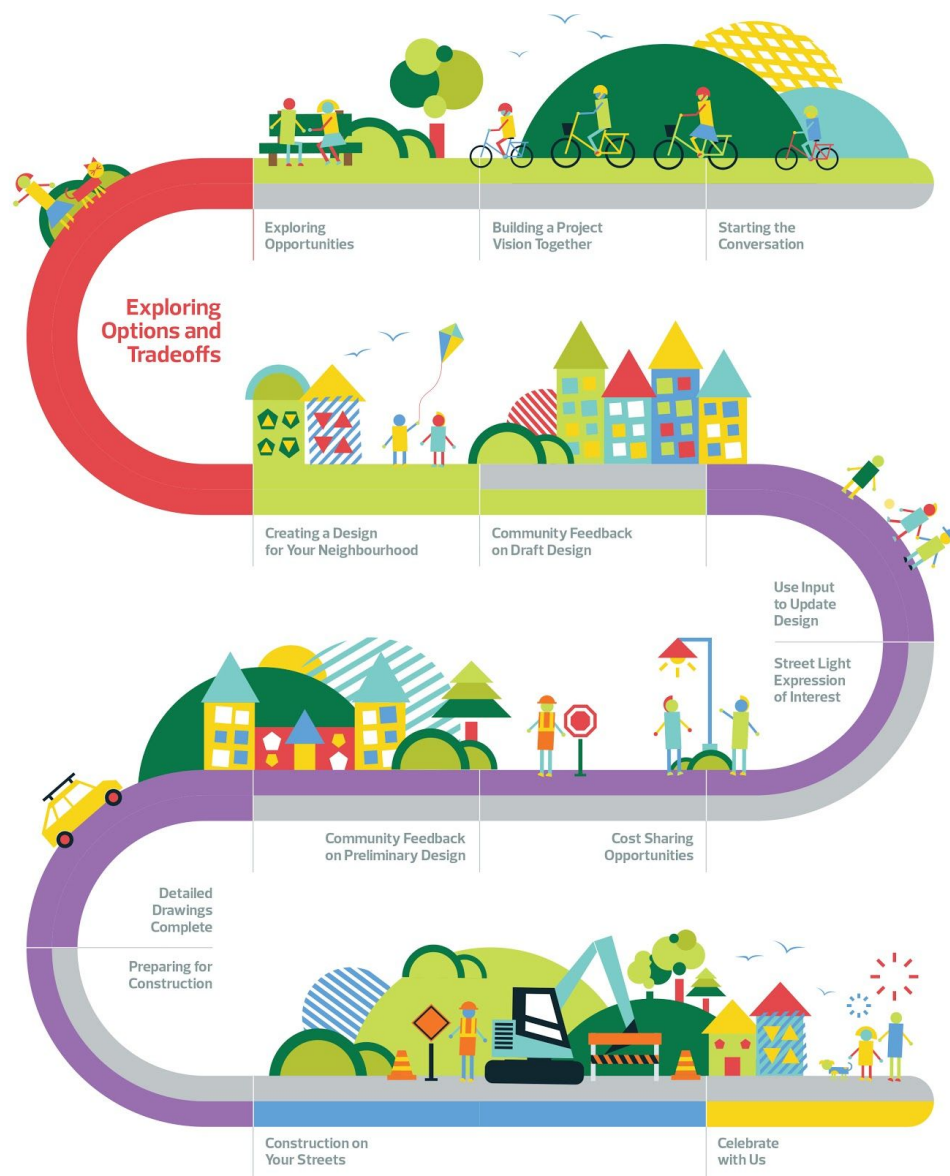 Exploring
Opportunities
Building a Project
Vision Together
Starting the
Conversation
Exploring
Options and
Tradeoffs
Creating a Design
for Your Neighbourhood
Community Feedback
on Draft Design
Use Input
to Update
Design
Street Light
Expression
of Interest
Community Feedback
on Preliminary Design
Cost Sharing
Opportunities
Detailed
Drawings
Complete
Preparing for
Construction
Construction on
Your Streets
Celebrate
with Us